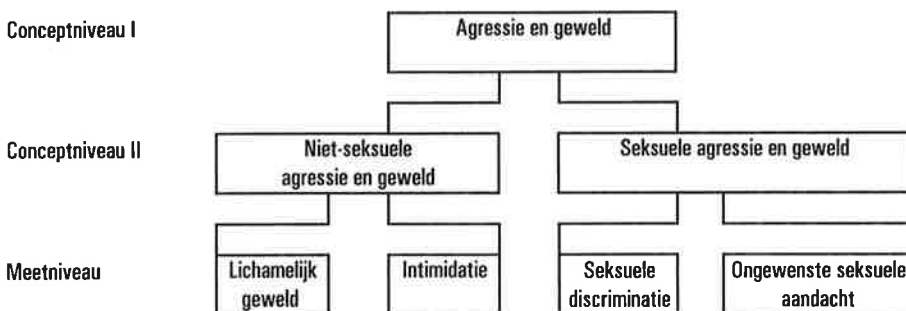 Conceptniveau I
Agressie en geweld
Conceptniveau II
Niet-seksuele
agressie en geweld
Seksuele agressie en geweld
Meetniveau
Lichamelijk
geweld
Intimidatie
Seksuele
discriminatie
Ongewenste seksuele
aandacht